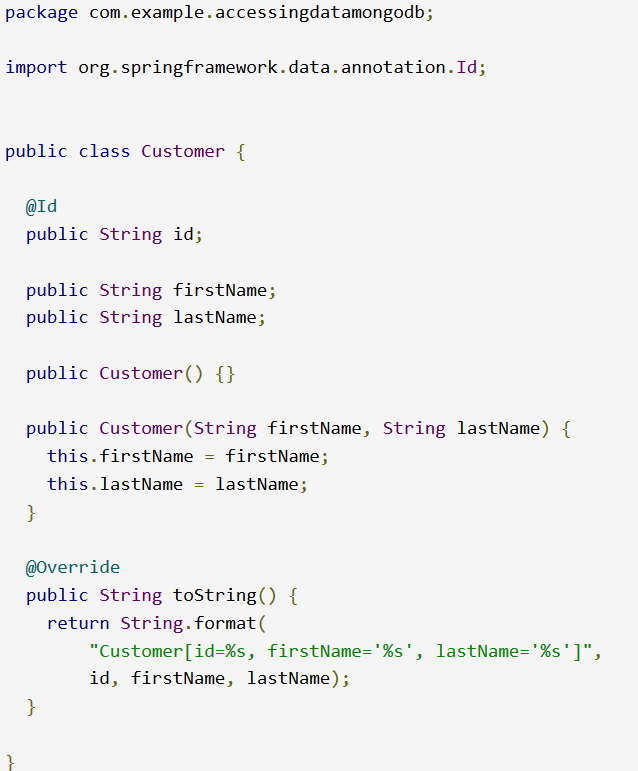 package com.example.accessingdatamongodb;
import org.springframework.data.annotation.Id;
public class Customer {
@Id
public String id;
public String firstName;
public String lastName;
public Customer() {}
public Customer(String firstName, String lastName) {
this.firstName = firstName;
this.lastName = lastName;
}
@Override
public String toString() {
return String.format(
"Customer[id=%s, firstName='%s', lastName='%s']",
id, firstName, lastName);
}
}